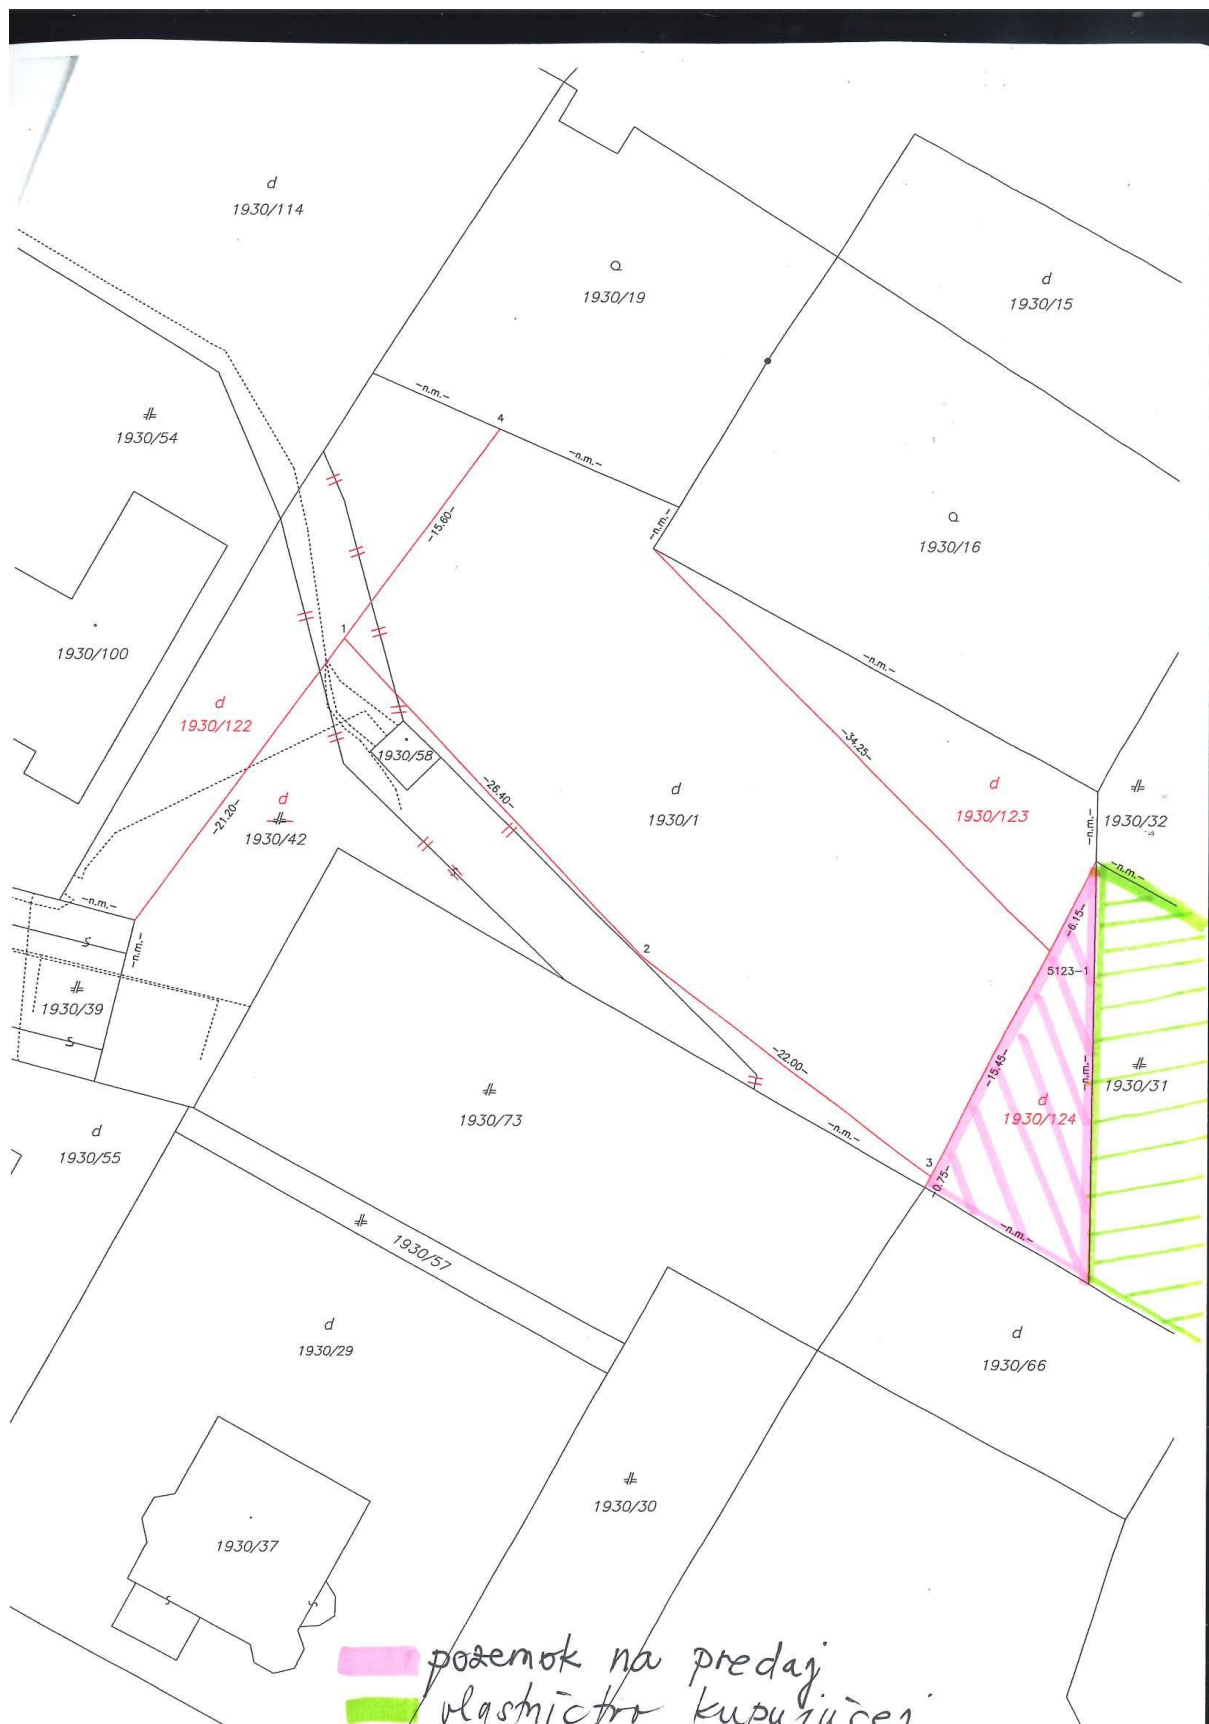 d
1930/114
Q
1930/19
d
1930/15
-n.m.-
4
-n.m.-
1930/54
-15.60-
-n.m.-
Q
1930/16
1
1930/100
-n.m.-
d
1930/122
1930/58
-34.25-
-26.40-
d
1930/1
d
1930/123
-n.m.-
1930/32
-21.20-
d
1930/42
-n.m.-
-n.m.-
-n.m.-
-6.15-
2
5123-1
1930/39
-22.00-
-15.45-
-n.m.-
1930/31
d
1930/124
1930/73
-n.m.-
d
1930/55
3
-0.75-
-n.m.-
1930/57
d
1930/29
d
1930/66
1930/30
1930/37
pozemok na predaj
vlastníctvo kupujúcej